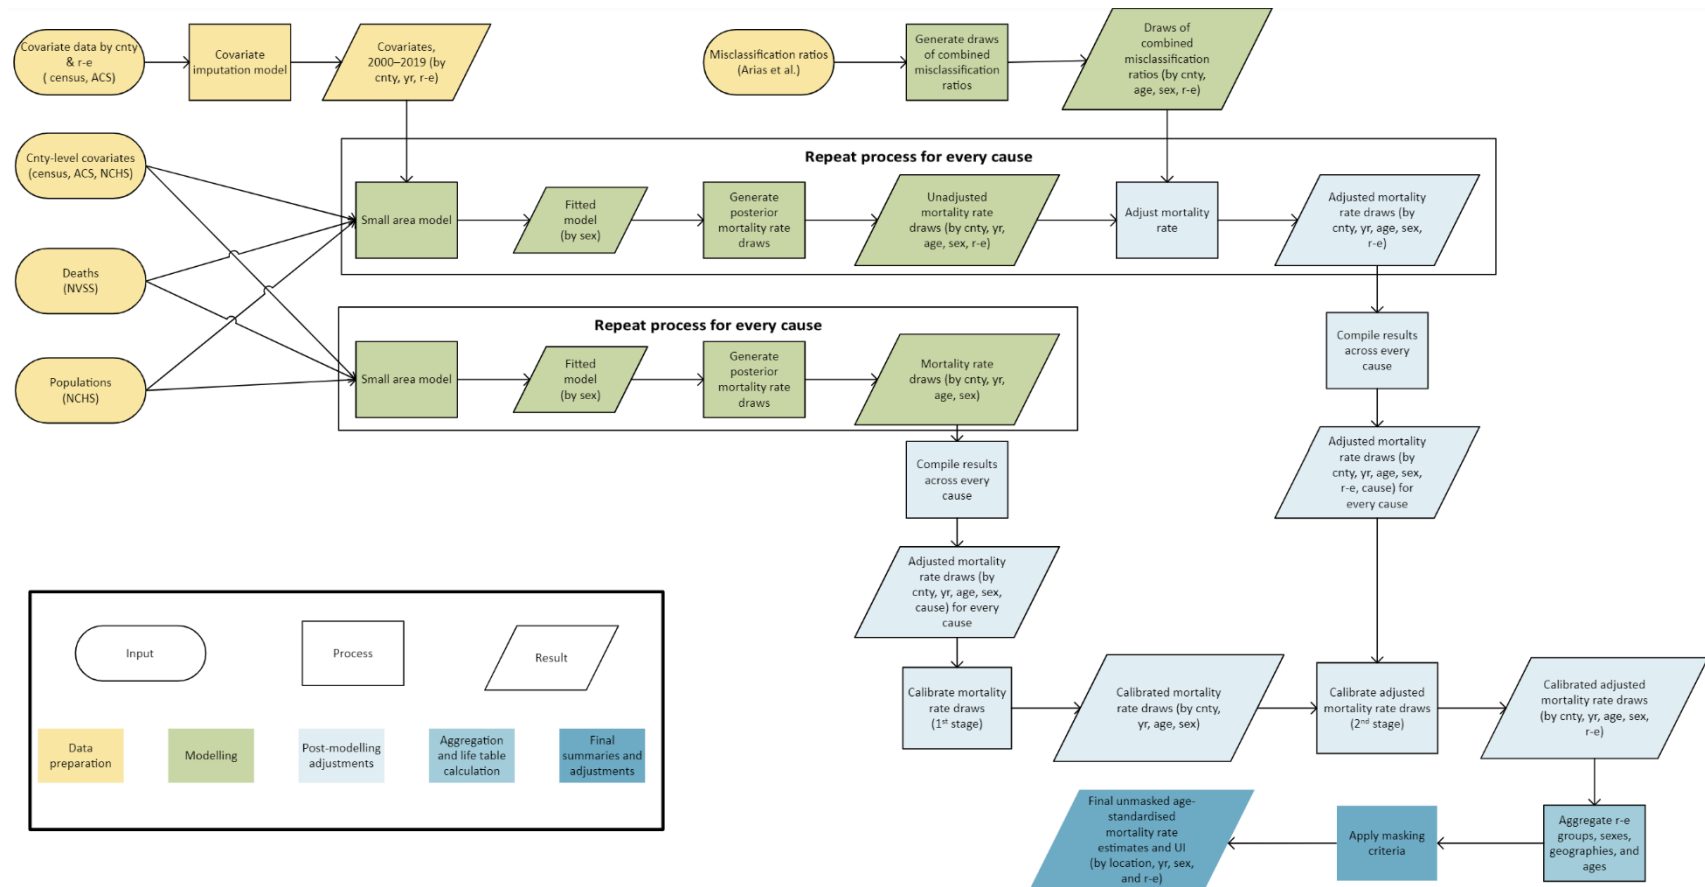 Covariate data by cnty
& r-e
( census, ACS)
Covariate
imputation model
Covariates,
2000–2019 (by
cnty, yr, r-e)
Misclassification ratios
(Arias et al.)
Generate draws
of combined
misclassification
ratios
Draws of
combined
misclassification
ratios (by cnty,
age, sex, r-e)
Cnty-level covariates
(census, ACS, NCHS)
Deaths
(NVSS)
Populations
(NCHS)
Repeat process for every cause
Small area model
Fitted
model
(by sex)
Generate
posterior
mortality rate
draws
Unadjusted
mortality rate
draws (by cnty, yr,
age, sex, r-e)
Adjust mortality
rate
Adjusted mortality
rate draws (by
cnty, yr, age, sex,
r-e)
Repeat process for every cause
Small area model
Fitted
model
(by sex)
Generate
posterior
mortality rate
draws
Mortality rate
draws (by cnty, yr,
age, sex)
Compile results
across every
cause
Adjusted mortality
rate draws (by
cnty, yr, age, sex,
r-e, cause) for
every cause
Compile results
across every
cause
Adjusted mortality
rate draws (by
cnty, yr, age, sex,
cause) for every
cause
Calibrate mortality
rate draws
(1st stage)
Calibrated mortality
rate draws (by cnty,
yr, age, sex)
Calibrate adjusted
mortality rate draws
(2nd stage)
Calibrated adjusted
mortality rate draws
(by cnty, yr, age, sex,
r-e)
Aggregate r-e
groups, sexes,
geographies, and
ages
Apply masking
criteria
Final unmasked age-
standardised
mortality rate
estimates and UI
(by location, yr, sex,
and r-e)
Input
Process
Result
Data
preparation
Modelling
Post-modelling
adjustments
Aggregation
and life table
calculation
Final
summaries and
adjustments